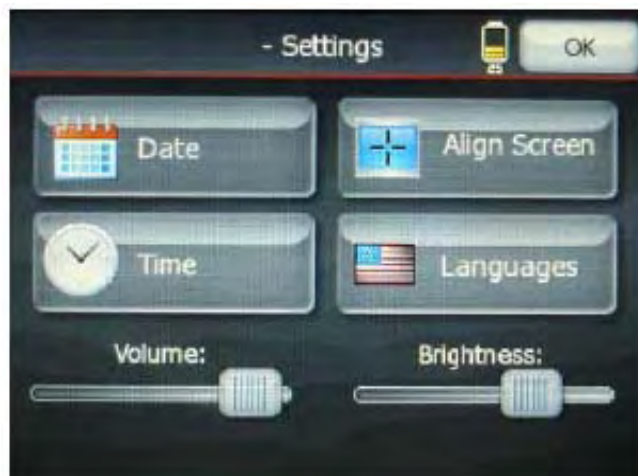 - Settings
OK
Date
Align Screen
Time
Languages
Volume:
Brightness: